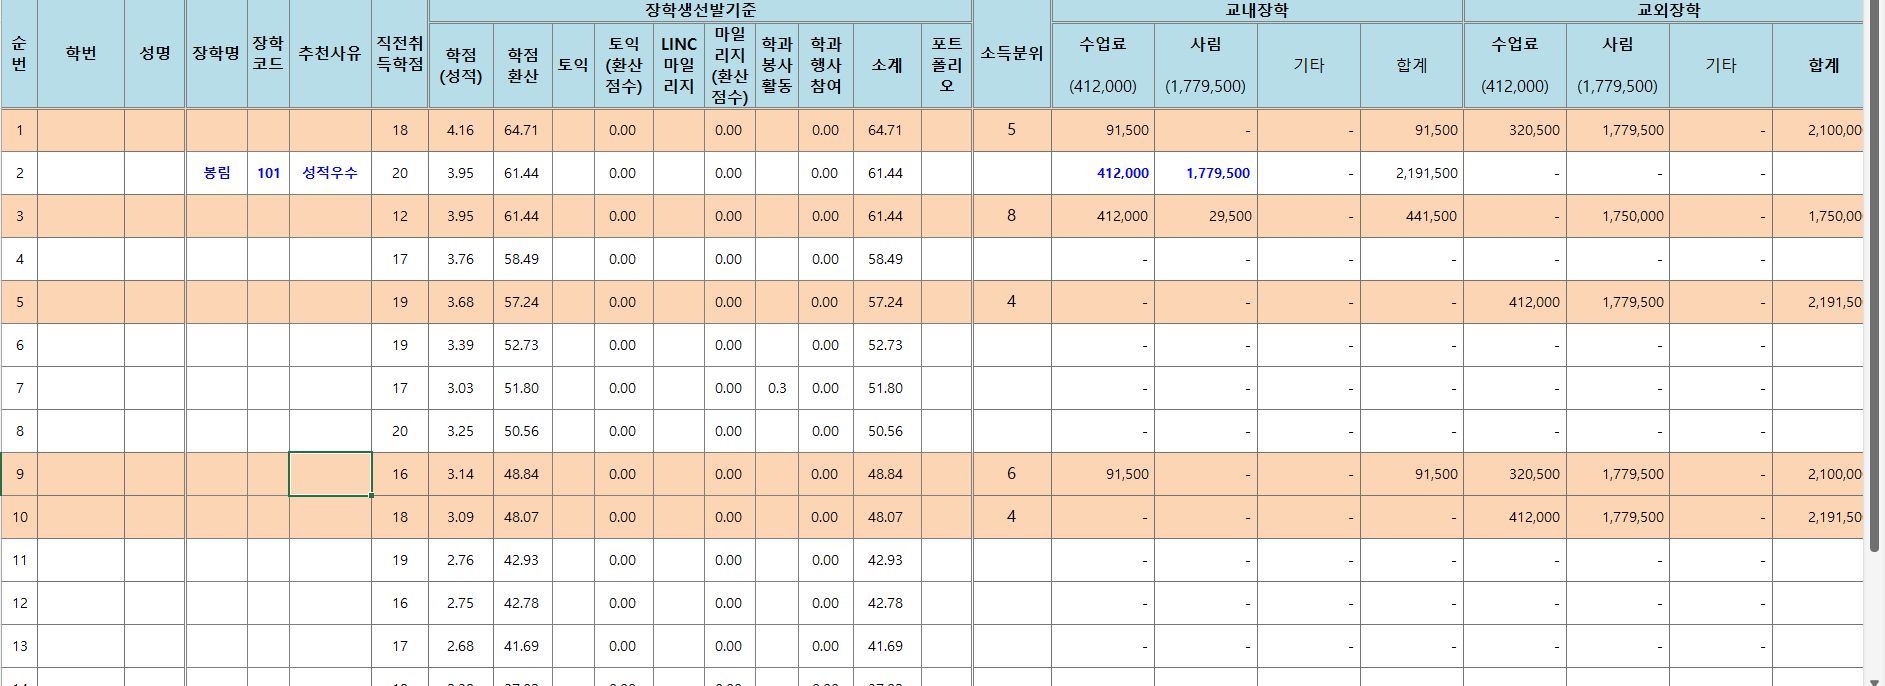 장학생선발기준 교내장학 교외장학
순번 학번 성명 장학명 장학코드 추천사유 직전취득학점 학점(성적) 학점환산 토익 토익(환산점수) LINC마일리지 마일리지(환산점수) 학과봉사활동 학과행사참여 소계 포트폴리오 소득분위 수업료 (412,000) 사림 (1,779,500) 기타 합계 수업료 (412,000) 사림 (1,779,500) 기타 합계
1 18 4.16 64.71 0.00 0.00 0.00 64.71 5 91,500 - - 91,500 320,500 1,779,500 - 2,100,00
2 봉림 101 성적우수 20 3.95 61.44 0.00 0.00 0.00 61.44 412,000 1,779,500 - 2,191,500 - - -
3 12 3.95 61.44 0.00 0.00 0.00 61.44 8 412,000 29,500 - 441,500 - 1,750,000 - 1,750,00
4 17 3.76 58.49 0.00 0.00 0.00 58.49 - - - - - - -
5 19 3.68 57.24 0.00 0.00 0.00 57.24 4 - - - - 412,000 1,779,500 - 2,191,50
6 19 3.39 52.73 0.00 0.00 0.00 52.73 - - - - - - -
7 17 3.03 51.80 0.00 0.00 0.3 0.00 51.80 - - - - - - -
8 20 3.25 50.56 0.00 0.00 0.00 50.56 - - - - - - -
9 16 3.14 48.84 0.00 0.00 0.00 48.84 6 91,500 - - 91,500 320,500 1,779,500 - 2,100,00
10 18 3.09 48.07 0.00 0.00 0.00 48.07 4 - - - - 412,000 1,779,500 - 2,191,50
11 19 2.76 42.93 0.00 0.00 0.00 42.93 - - - - - - -
12 16 2.75 42.78 0.00 0.00 0.00 42.78 - - - - - - -
13 17 2.68 41.69 0.00 0.00 0.00 41.69 - - - - - - -